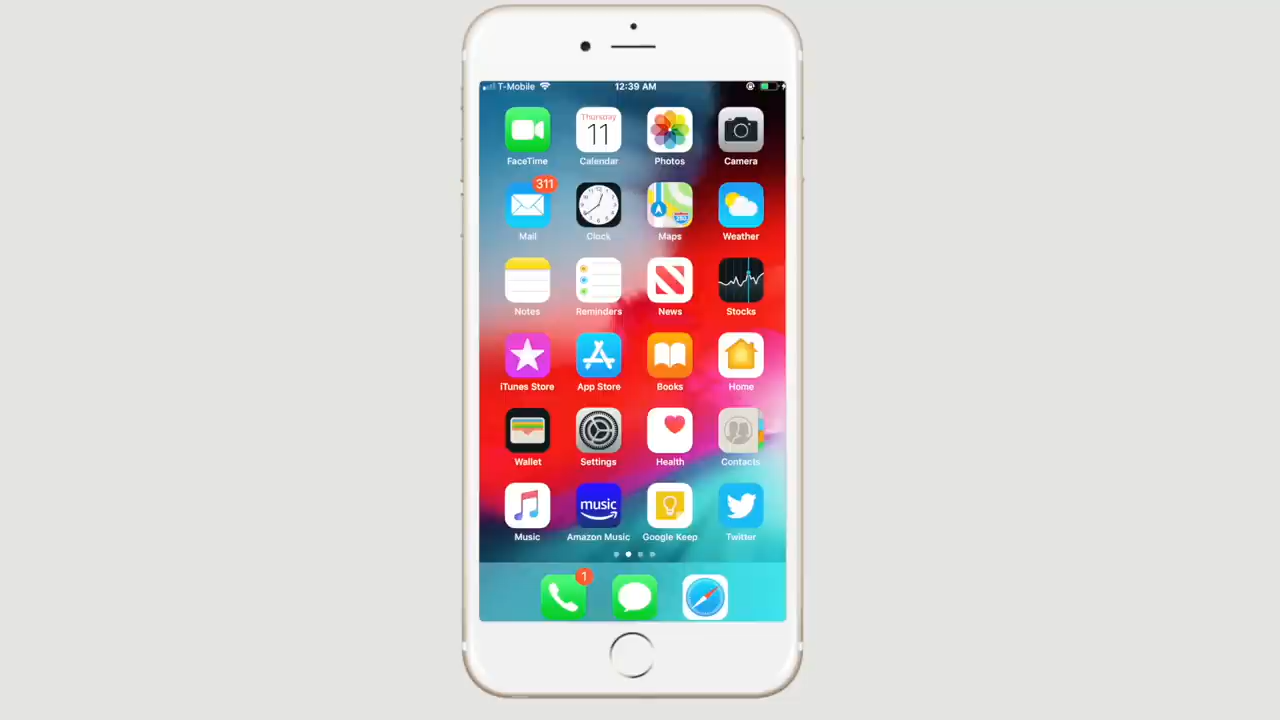 T-Mobile 12:39 AM
Thursday
11
FaceTime Calendar Photos Camera
311
280
Mail Clock Maps Weather
Notes Reminders News Stocks
iTunes Store App Store Books Home
Wallet Settings Health Contacts
music
Music Amazon Music Google Keep Twitter
1